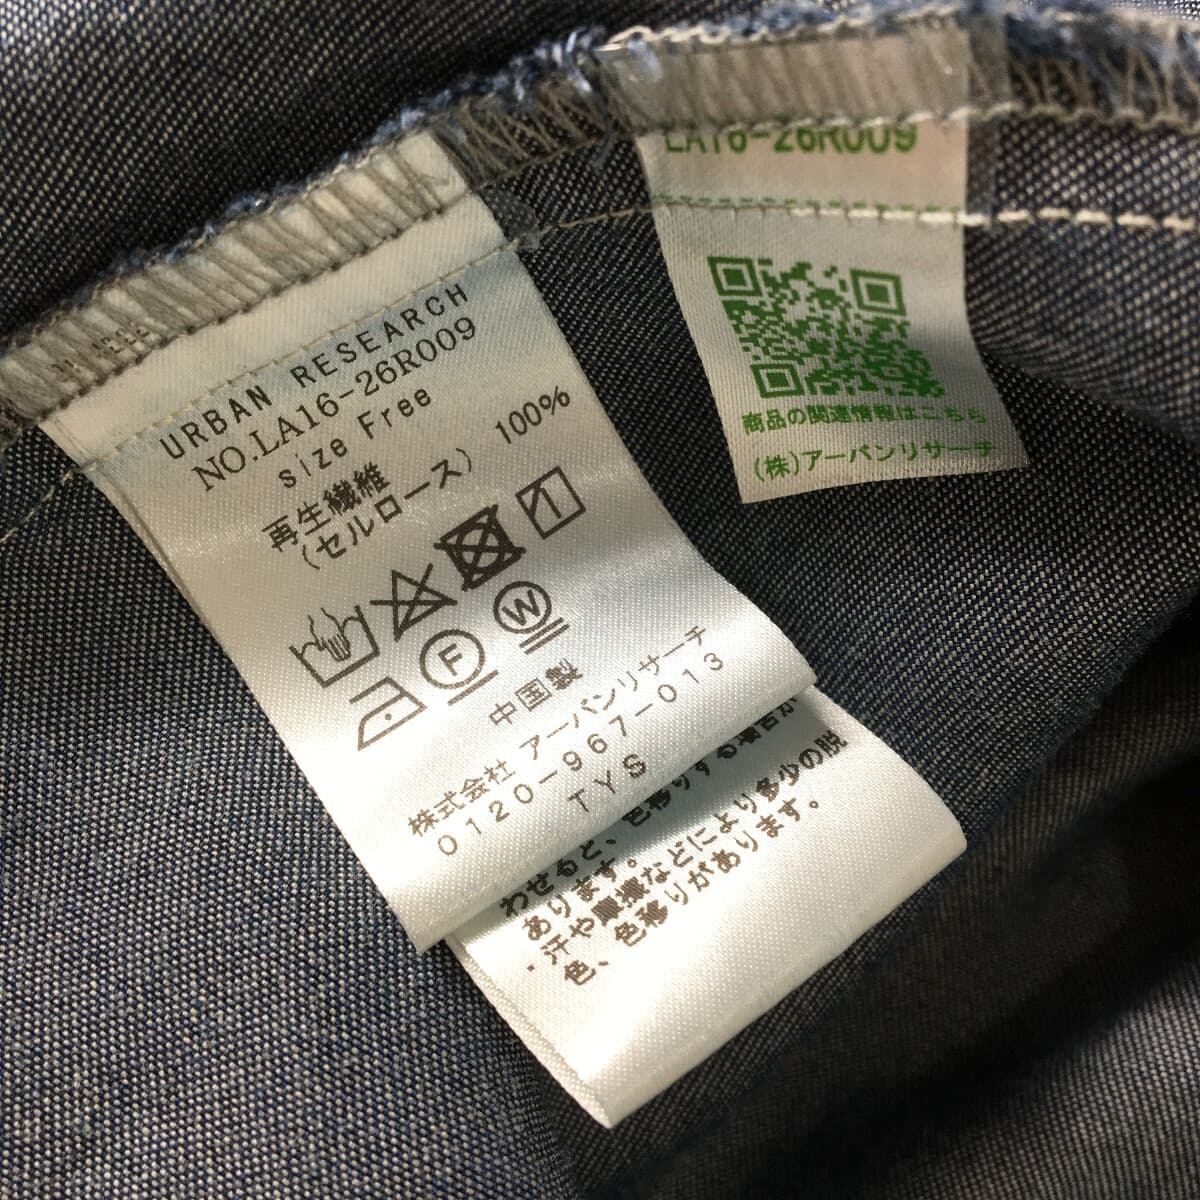 URBAN RESEARCH
NO.LA16-26R009
size Free
再生繊維
(セルロース) 100%
F
W
1
中国製
株式会社 アーバンリサーチ
0120-967-013
TYS
わせると、色移りする場合が
あります。
・汗や摩擦などにより多少の脱
色、色移りがあります。
LA16-26R009
商品の関連情報はこちら
(株)アーバンリサーチ